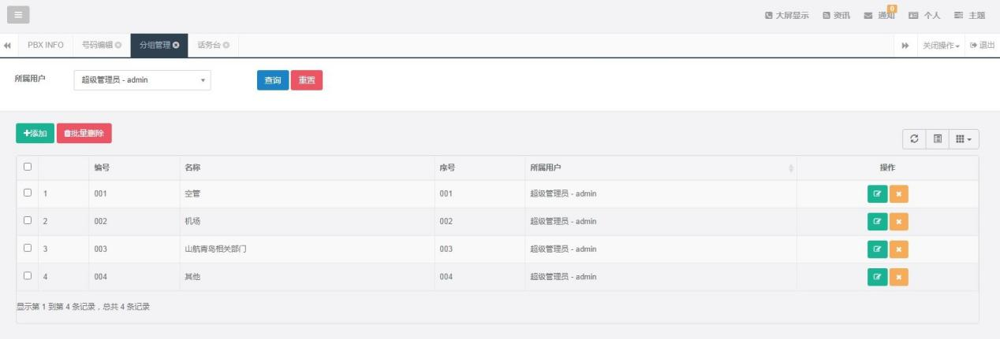 大屏显示 资讯 通知 0 个人 主题
PBX INFO 号码编辑 分组管理 话务台 关闭操作 退出
所属用户 超级管理员 - admin 查询 重置
添加 批量删除
编号 名称 序号 所属用户 操作
1 001 空管 001 超级管理员 - admin
2 002 机场 002 超级管理员 - admin
3 003 山航青岛相关部门 003 超级管理员 - admin
4 004 其他 004 超级管理员 - admin
显示第 1 到第 4 条记录，总共 4 条记录